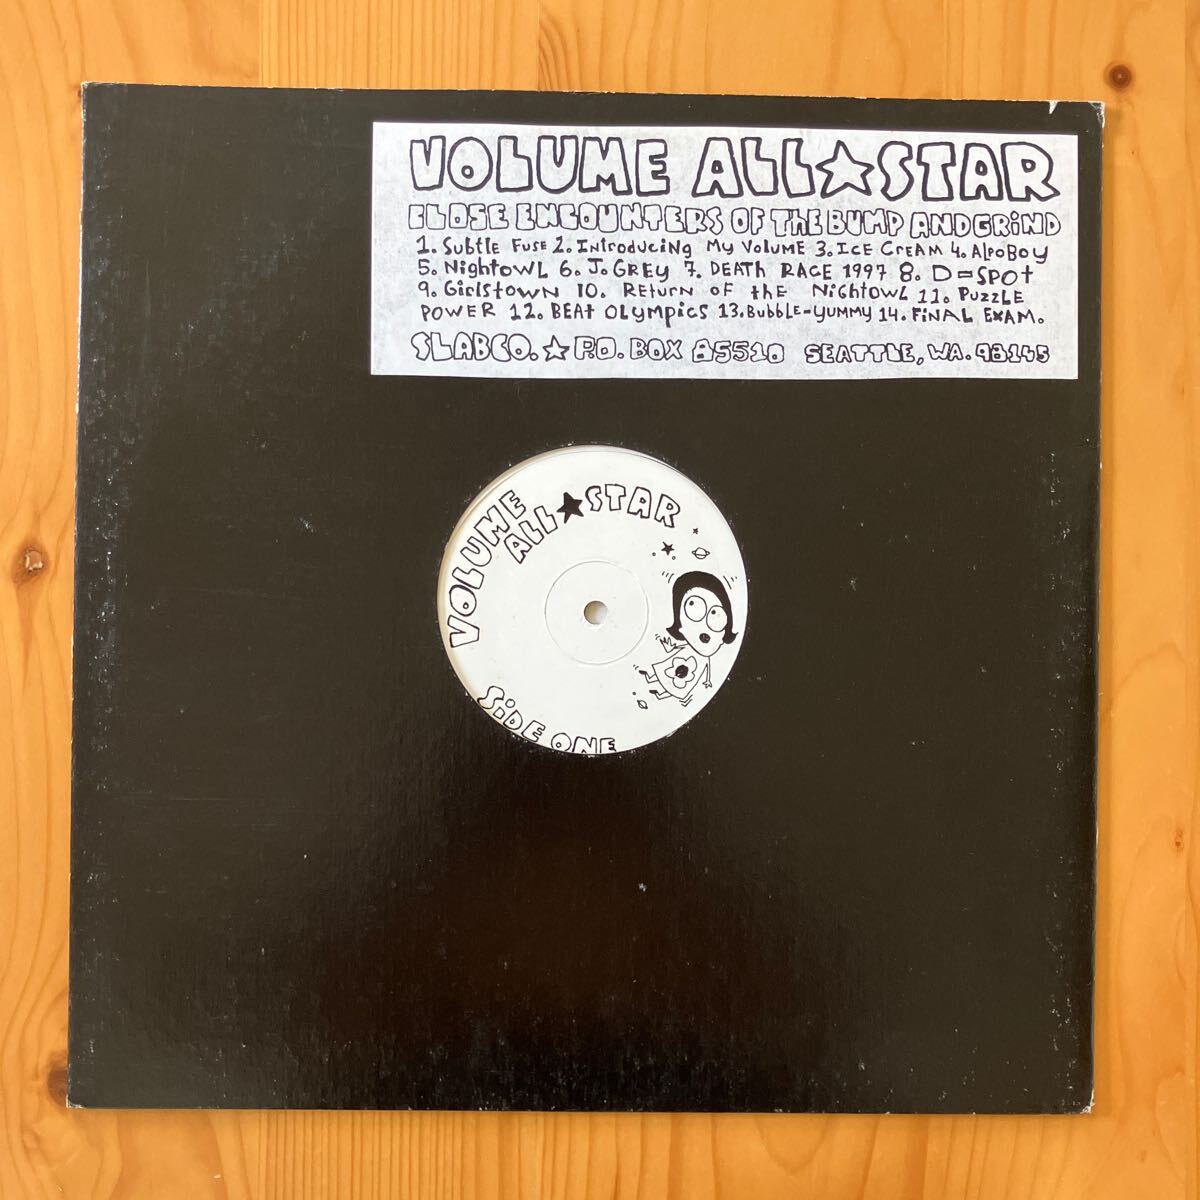 VOLUME ALL★STAR
CLOSE ENCOUNTERS OF THE BUMP AND GRiND
1. Subtle Fuse 2. Introducing My Volume 3. Ice Cream 4. AlpoBoy
5. NightowL 6. J. Grey 7. DEATH RACE 1997 8. D=SPOt
9. GirlstowN 10. Return of the NightowL 11. Puzzle
Power 12. BEAt Olympics 13. Bubble-yummy 14. FiNAL EXAM.
SLABCO. ★ P.O. BOX 85510 SEATTLE, WA. 98145
VOLUME
ALL★STAR
SiDE ONE